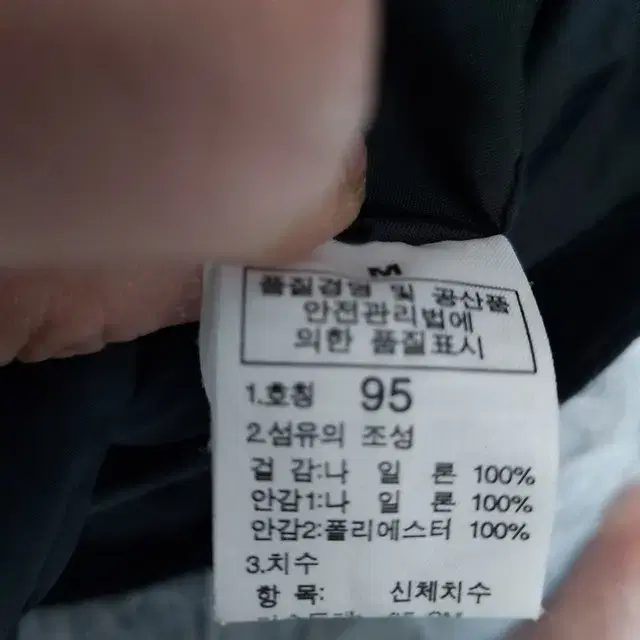 M
품질경영 및 공산품
안전관리법에
의한 품질표시
1.호칭 95
2.섬유의 조성
겉 감:나 일 론 100%
안감1:나 일 론 100%
안감2:폴리에스터 100%
3.치수
항 목: 신체치수